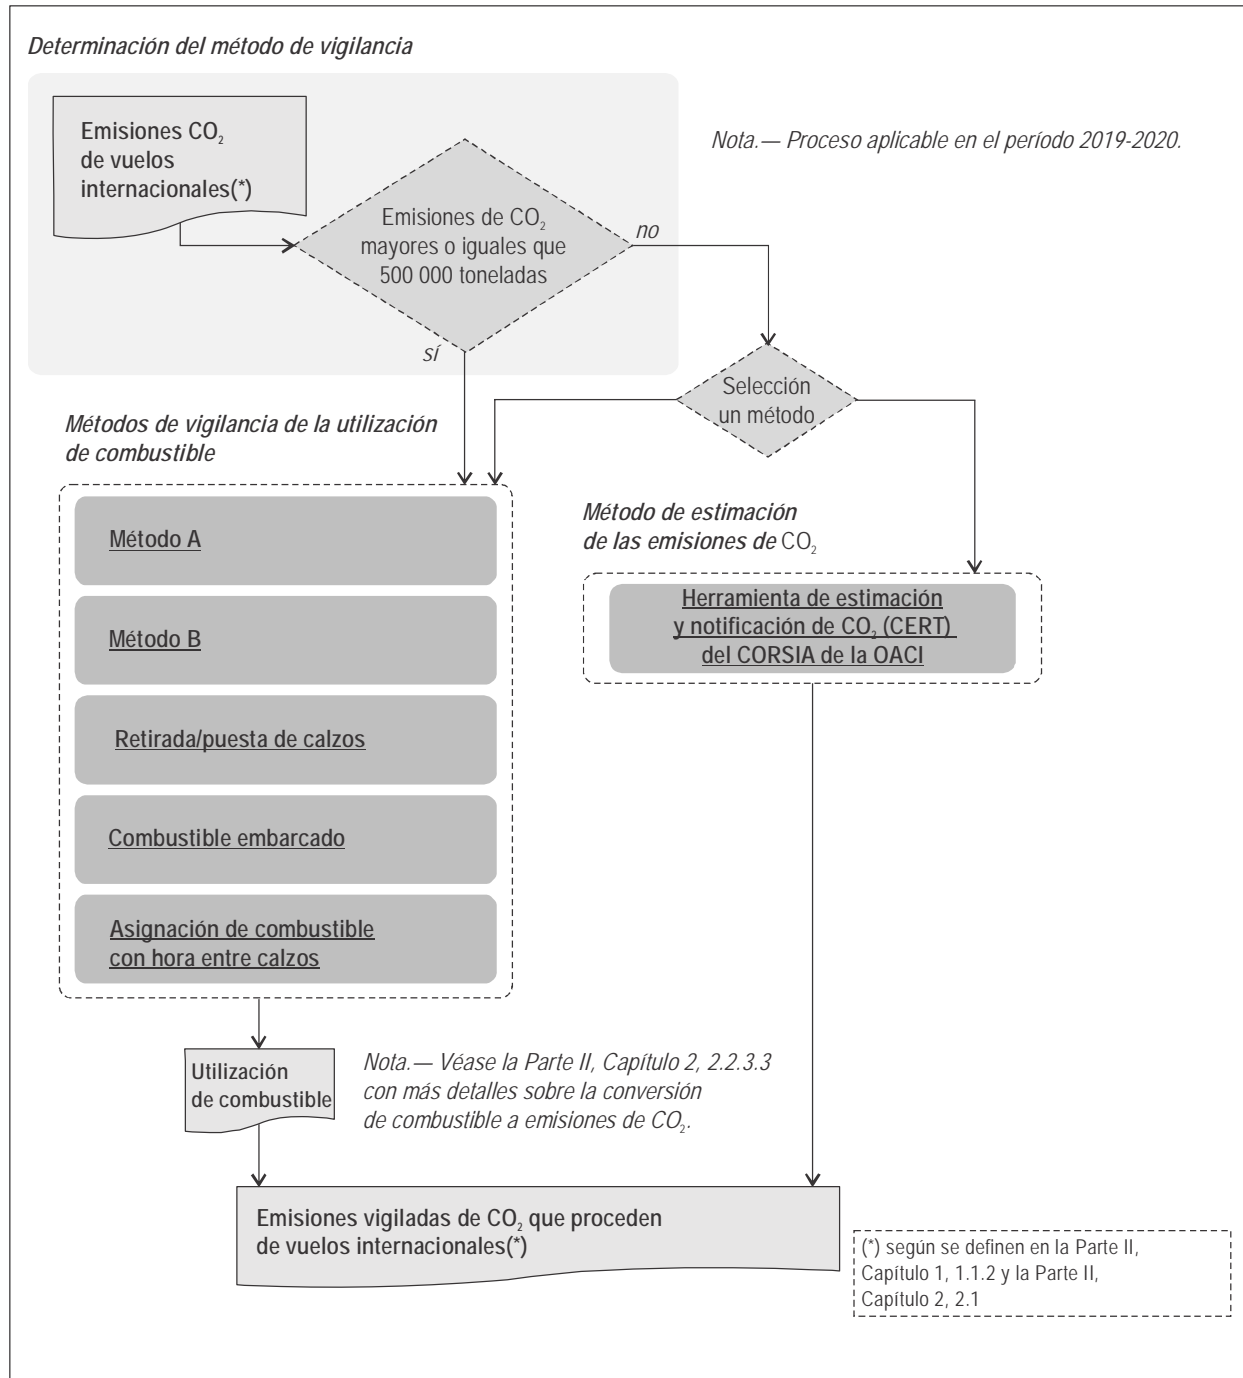 Determinación del método de vigilancia
Emisiones CO₂
de vuelos
internacionales(*)
Nota.— Proceso aplicable en el período 2019-2020.
Emisiones de CO₂
mayores o iguales que
500 000 toneladas
no
sí
Selección
un método
Métodos de vigilancia de la utilización
de combustible
Método A
Método B
Retirada/puesta de calzos
Combustible embarcado
Asignación de combustible
con hora entre calzos
Método de estimación
de las emisiones de CO₂
Herramienta de estimación
y notificación de CO₂ (CERT)
del CORSIA de la OACI
Utilización
de combustible
Nota.— Véase la Parte II, Capítulo 2, 2.2.3.3
con más detalles sobre la conversión
de combustible a emisiones de CO₂.
Emisiones vigiladas de CO₂ que proceden
de vuelos internacionales(*)
(*) según se definen en la Parte II,
Capítulo 1, 1.1.2 y la Parte II,
Capítulo 2, 2.1